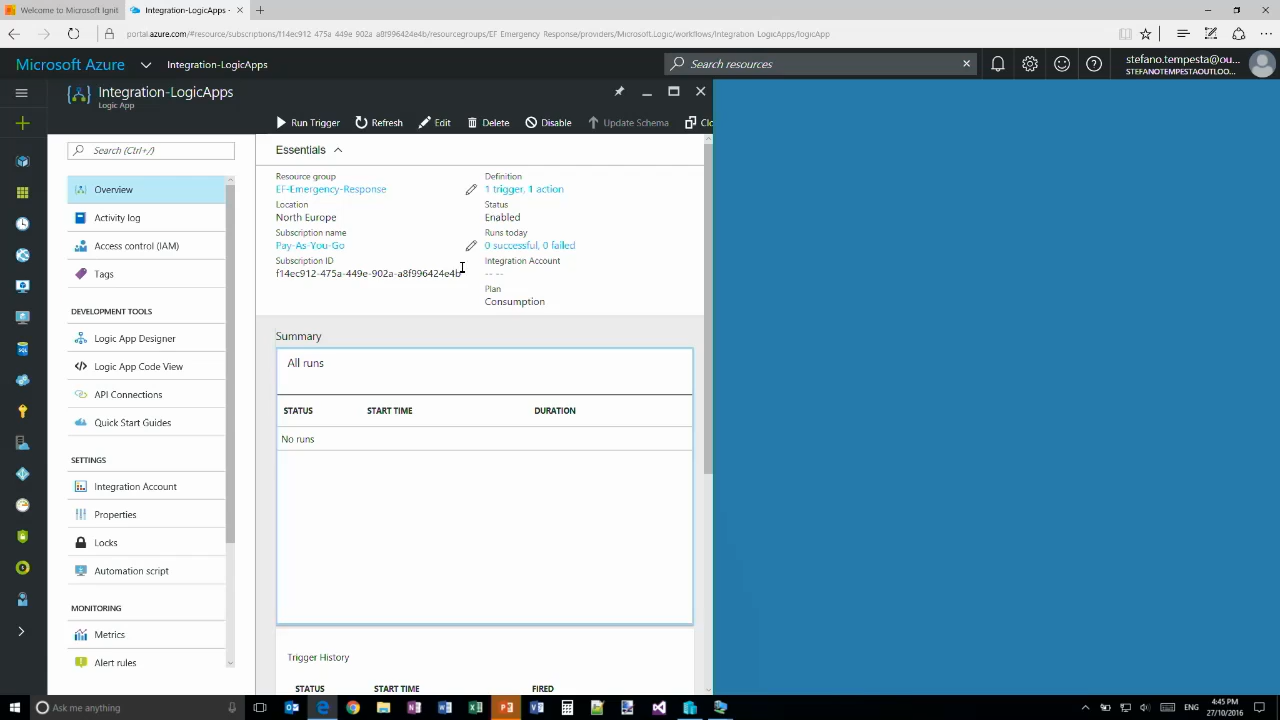 Welcome to Microsoft Ignit
Integration-LogicApps -
portal.azure.com/#resource/subscriptions/f14ec912-475a-449e-902a-a8f996424e4b/resourcegroups/EF-Emergency-Response/providers/Microsoft.Logic/workflows/Integration-LogicApps/logicApp
Microsoft Azure
Integration-LogicApps
Search resources
stefano.tempesta@ou...
STEFANOTEMPESTAOUTLOO...
Integration-LogicApps
Logic App
Run Trigger
Refresh
Edit
Delete
Disable
Update Schema
Clo
Search (Ctrl+/)
Overview
Activity log
Access control (IAM)
Tags
DEVELOPMENT TOOLS
Logic App Designer
Logic App Code View
API Connections
Quick Start Guides
SETTINGS
Integration Account
Properties
Locks
Automation script
MONITORING
Metrics
Alert rules
Essentials
Resource group
EF-Emergency-Response
Location
North Europe
Subscription name
Pay-As-You-Go
Subscription ID
f14ec912-475a-449e-902a-a8f996424e4b
Definition
1 trigger, 1 action
Status
Enabled
Runs today
0 successful, 0 failed
Integration Account
-- --
Plan
Consumption
Summary
All runs
STATUS START TIME DURATION
No runs
Trigger History
STATUS START TIME FIRED
Ask me anything
ENG
4:45 PM
27/10/2016